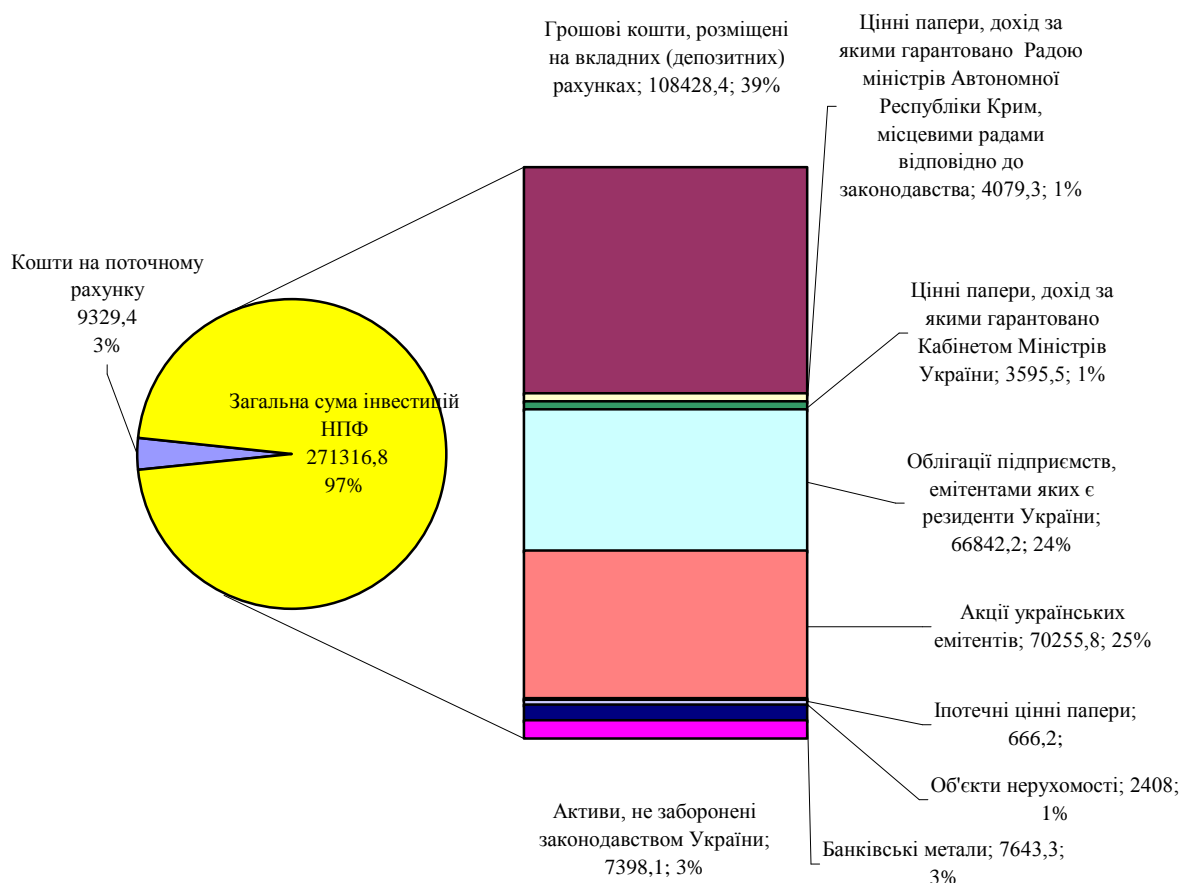 Грошові кошти, розміщені
на вкладних (депозитних)
рахунках; 108428,4; 39%
Цінні папери, дохід за
якими гарантовано Радою
міністрів Автономної
Республіки Крим,
місцевими радами
відповідно до
законодавства; 4079,3; 1%
Кошти на поточному
рахунку
9329,4
3%
Загальна сума інвестицій
НПФ
271316,8
97%
Цінні папери, дохід за
якими гарантовано
Кабінетом Міністрів
України; 3595,5; 1%
Облігації підприємств,
емітентами яких є
резиденти України;
66842,2; 24%
Акції українських
емітентів; 70255,8; 25%
Іпотечні цінні папери;
666,2;
Об'єкти нерухомості; 2408;
1%
Активи, не заборонені
законодавством України;
7398,1; 3%
Банківські метали; 7643,3;
3%